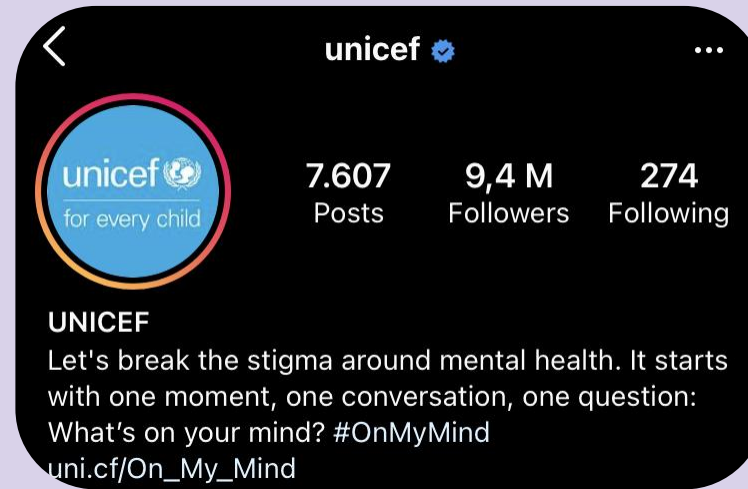 unicef
unicef
for every child
7.607 9,4 M 274
Posts Followers Following
UNICEF
Let's break the stigma around mental health. It starts
with one moment, one conversation, one question:
What's on your mind? #OnMyMind
uni.cf/On_My_Mind